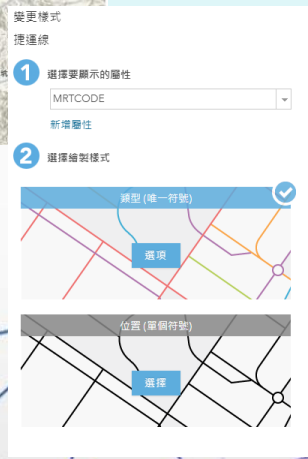 變更樣式
捷運線
1 選擇要顯示的屬性
MRTCODE
新增屬性
2 選擇繪製樣式
類型 (唯一符號)
選項
位置 (單個符號)
選擇